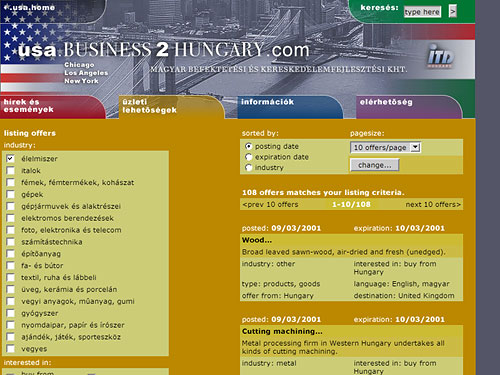 .usa.home
keresés:
type here
>
.usa.BUSINESS 2 HUNGARY.com
Chicago
Los Angeles
New York
MAGYAR BEFEKTETÉSI ÉS KERESKEDELEMFEJLESZTÉSI KHT.
ITD
HUNGARY
hírek és
események
üzleti
lehetőségek
információk
elérhetőség
listing offers
industry:
élelmiszer
italok
fémek, fémtermékek, kohászat
gépek
gépjármuvek és alaktrészei
elektromos berendezések
foto, elektronika és telecom
számítástechnika
építőanyag
fa- és bútor
textil, ruha és lábbeli
üveg, kerámia és porcelán
vegyi anyagok, műanyag, gumi
gyógyszer
nyomdaipar, papír és írószer
ajándék, játék, sporteszköz
vegyes
interested in:
buy from
sorted by:
posting date
expiration date
industry
pagesize:
10 offers/page
change...
108 offers matches your listing criteria.
<prev 10 offers 1-10/108 next 10 offers>
posted: 09/03/2001 expiration: 10/03/2001
Wood...
Broad leaved sawn-wood, air-dried and fresh (unedged).
industry: other interested in: buy from
Hungary
type: products, goods language: English, magyar
offer from: Hungary destination: United Kingdom
posted: 09/03/2001 expiration: 10/03/2001
Cutting machining...
Metal processing firm in Western Hungary undertakes all
kinds of cutting machining.
industry: metal interested in: buy from
Hungary